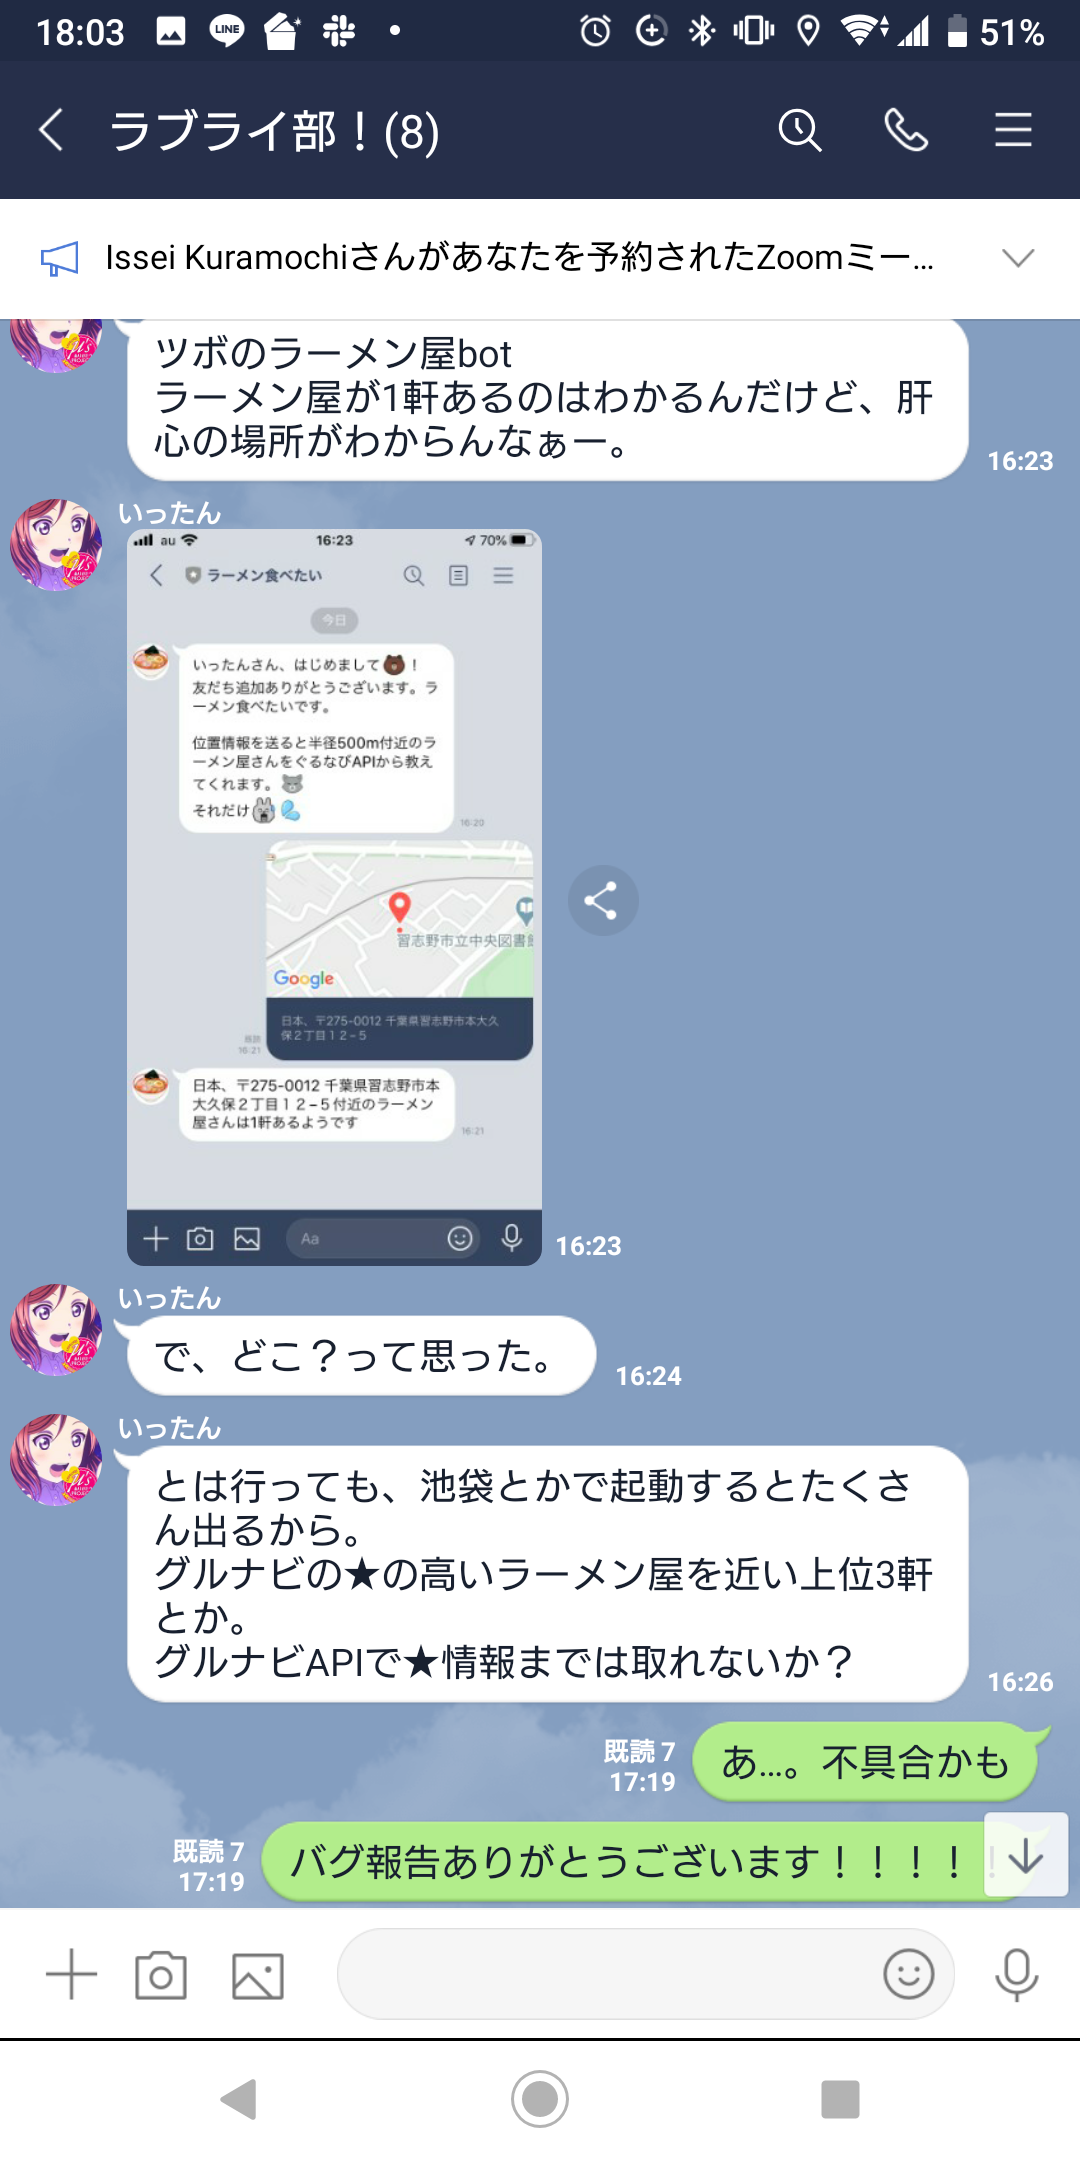 18:03
LINE
51%
ラブライ部！(8)
Issei Kuramochiさんがあなたを予約されたZoomミー...
ツボのラーメン屋bot
ラーメン屋が1軒あるのはわかるんだけど、肝
心の場所がわからんなぁー。
16:23
いったん
au
16:23
70%
ラーメン食べたい
今日
いったんさん、はじめまして！
友だち追加ありがとうございます。ラ
ーメン食べたいです。
位置情報を送ると半径500m付近のラ
ーメン屋さんをぐるなびAPIから教え
てくれます。
それだけ
16:20
習志野市立中央図書館
Google
日本、〒275-0012 千葉県習志野市本大久
保２丁目１２−５
既読
16:21
日本、〒275-0012 千葉県習志野市本
大久保２丁目１２−５付近のラーメン
屋さんは1軒あるようです
16:21
Aa
16:23
いったん
で、どこ？って思った。
16:24
いったん
とは行っても、池袋とかで起動するとたくさ
ん出るから。
グルナビの★の高いラーメン屋を近い上位3軒
とか。
グルナビAPIで★情報までは取れないか？
16:26
既読 7
17:19
あ...。不具合かも
既読 7
17:19
バグ報告ありがとうございます！！！！！